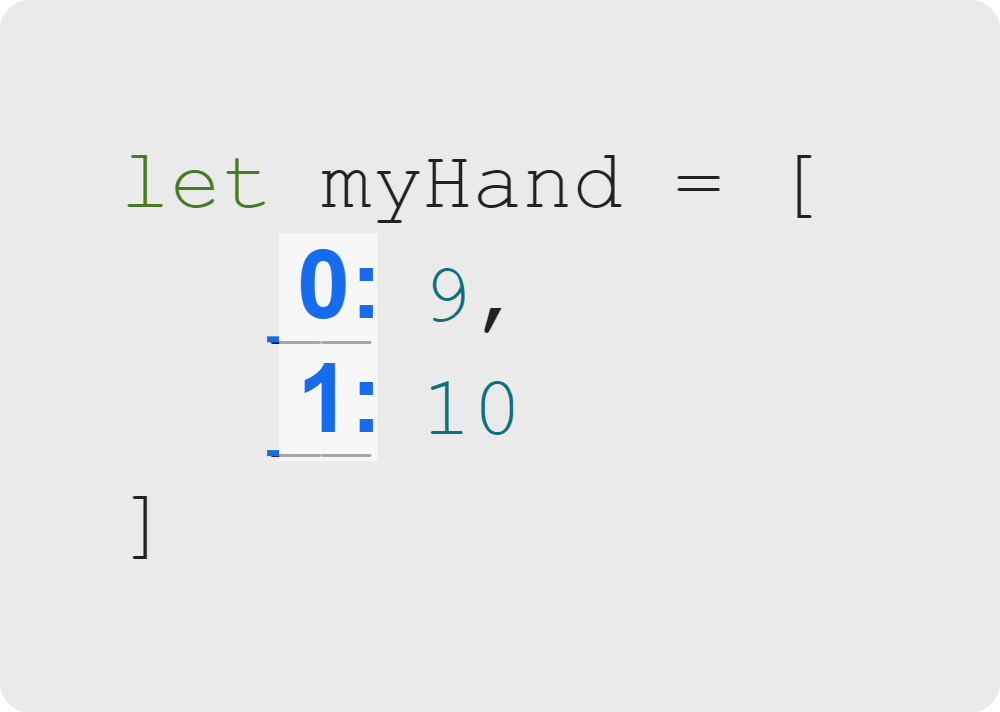 let myHand = [
0: 9,
1: 10
]